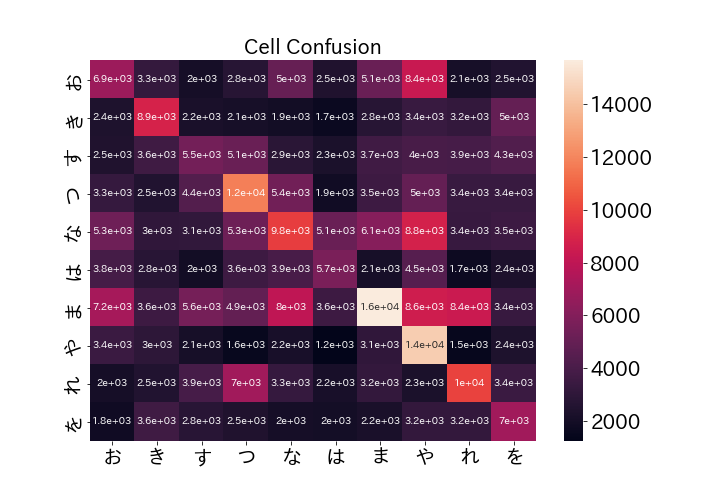 Cell Confusion
お 6.9e+03 3.3e+03 2e+03 2.8e+03 5e+03 2.5e+03 5.1e+03 8.4e+03 2.1e+03 2.5e+03
き 2.4e+03 8.9e+03 2.2e+03 2.1e+03 1.9e+03 1.7e+03 2.8e+03 3.4e+03 3.2e+03 5e+03
す 2.5e+03 3.6e+03 5.5e+03 5.1e+03 2.9e+03 2.3e+03 3.7e+03 4e+03 3.9e+03 4.3e+03
つ 3.3e+03 2.5e+03 4.4e+03 1.2e+04 5.4e+03 1.9e+03 3.5e+03 5e+03 3.4e+03 3.4e+03
な 5.3e+03 3e+03 3.1e+03 5.3e+03 9.8e+03 5.1e+03 6.1e+03 8.8e+03 3.4e+03 3.5e+03
は 3.8e+03 2.8e+03 2e+03 3.6e+03 3.9e+03 5.7e+03 2.1e+03 4.5e+03 1.7e+03 2.4e+03
ま 7.2e+03 3.6e+03 5.6e+03 4.9e+03 8e+03 3.6e+03 1.6e+04 8.6e+03 8.4e+03 3.4e+03
や 3.4e+03 3e+03 2.1e+03 1.6e+03 2.2e+03 1.2e+03 3.1e+03 1.4e+04 1.5e+03 2.4e+03
れ 2e+03 2.5e+03 3.9e+03 7e+03 3.3e+03 2.2e+03 3.2e+03 2.3e+03 1e+04 3.4e+03
を 1.8e+03 3.6e+03 2.8e+03 2.5e+03 2e+03 2e+03 2.2e+03 3.2e+03 3.2e+03 7e+03
お き す つ な は ま や れ を
14000
12000
10000
8000
6000
4000
2000